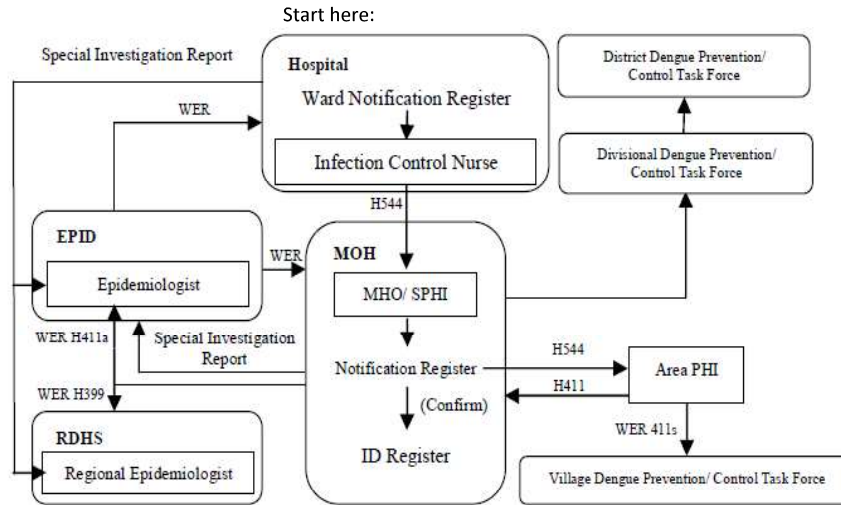 Start here:
Special Investigation Report
Hospital
District Dengue Prevention/
Control Task Force
Ward Notification Register
WER
Infection Control Nurse
Divisional Dengue Prevention/
Control Task Force
H544
EPID
WER
MOH
Epidemiologist
MHO/ SPHI
WER H411a
Special Investigation
Report
H544
Notification Register
Area PHI
H411
WER H399
(Confirm)
WER 411s
RDHS
ID Register
Regional Epidemiologist
Village Dengue Prevention/ Control Task Force